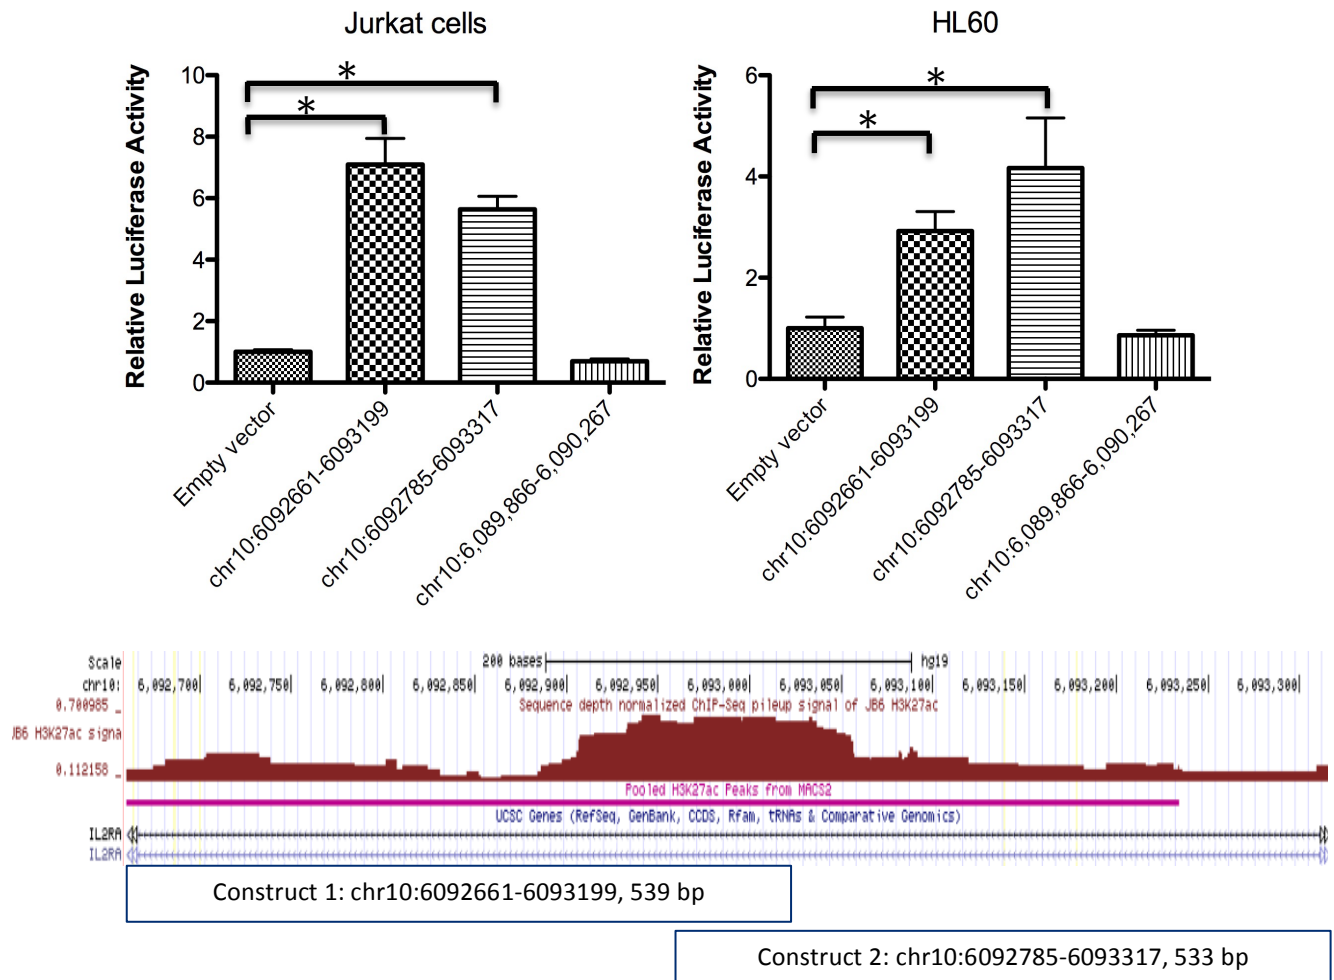 Jurkat cells
HL60
Relative Luciferase Activity
10
8
6
4
2
0
*
*
Empty vector
chr10:6092661-6093199
chr10:6092785-6093317
chr10:6,089,866-6,090,267
Relative Luciferase Activity
6
4
2
0
*
*
Empty vector
chr10:6092661-6093199
chr10:6092785-6093317
chr10:6,089,866-6,090,267
Scale 200 bases hg19
chr10: 6,092,700| 6,092,750| 6,092,800| 6,092,850| 6,092,900| 6,092,950| 6,093,000| 6,093,050| 6,093,100| 6,093,150| 6,093,200| 6,093,250| 6,093,300|
0.700985 _ Sequence depth normalized ChIP-Seq pileup signal of JB6 H3K27ac
JB6 H3K27ac signa
0.112158 _
Pooled H3K27ac Peaks from MACS2
UCSC Genes (RefSeq, GenBank, CCDS, Rfam, tRNAs & Comparative Genomics)
IL2RA
IL2RA
Construct 1: chr10:6092661-6093199, 539 bp
Construct 2: chr10:6092785-6093317, 533 bp